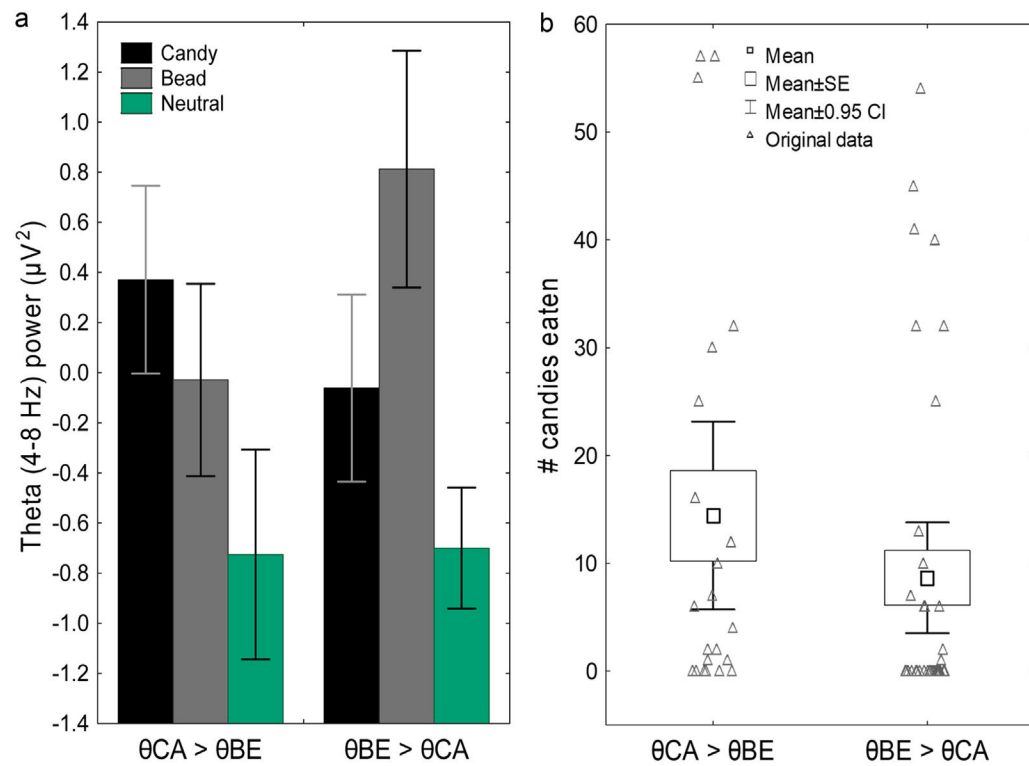 a
Theta (4-8 Hz) power (µV²)
1.4
1.2
1.0
0.8
0.6
0.4
0.2
0.0
-0.2
-0.4
-0.6
-0.8
-1.0
-1.2
-1.4
Candy
Bead
Neutral
θCA > θBE
θBE > θCA
b
# candies eaten
60
50
40
30
20
10
0
Mean
Mean±SE
Mean±0.95 CI
Original data
θCA > θBE
θBE > θCA